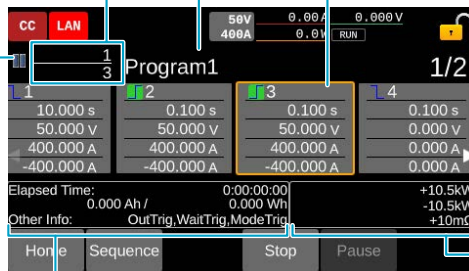 CC LAN 50V 0.00A 0.000V
400A 0.0W RUN
1
3
Program1 1/2
1 2 3 4
10.000 s 0.100 s 0.100 s 0.100 s
50.000 V 50.000 V 50.000 V 0.000 V
400.000 A 400.000 A 400.000 A 0.000 A
-400.000 A -400.000 A -400.000 A 0.000 A
Elapsed Time: 0:00:00:00 +10.5kW
0.000 Ah / 0.000 Wh -10.5kW
Other Info: OutTrig,WaitTrig,ModeTrig +10mΩ
Home Sequence Stop Pause